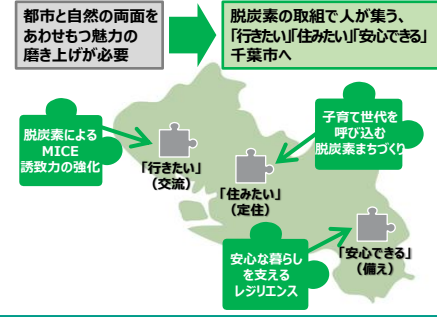 都市と自然の両面を
あわせもつ魅力の
磨き上げが必要
脱炭素の取組で人が集う、
「行きたい」「住みたい」「安心できる」
千葉市へ
脱炭素による
MICE
誘致力の強化
「行きたい」
（交流）
子育て世代を
呼び込む
脱炭素まちづくり
「住みたい」
（定住）
安心な暮らし
を支える
レジリエンス
「安心できる」
（備え）